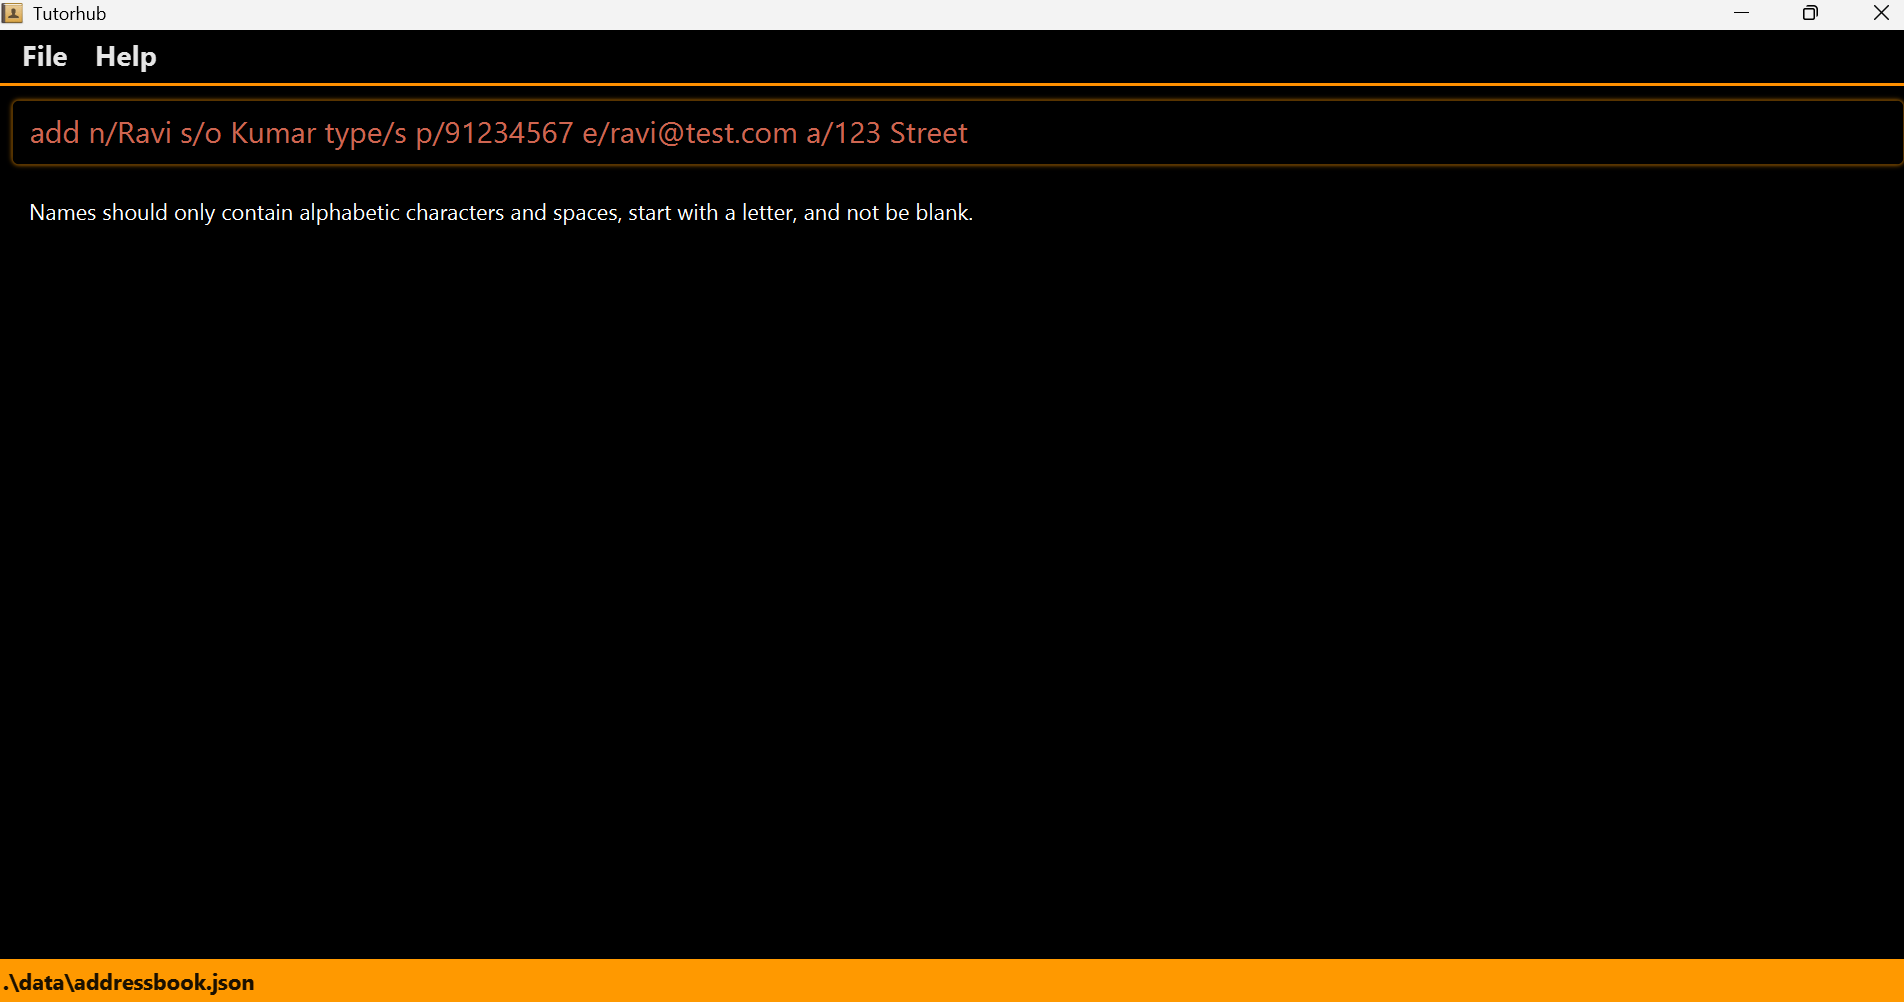 Tutorhub
File Help
add n/Ravi s/o Kumar type/s p/91234567 e/ravi@test.com a/123 Street
Names should only contain alphabetic characters and spaces, start with a letter, and not be blank.
.\data\addressbook.json